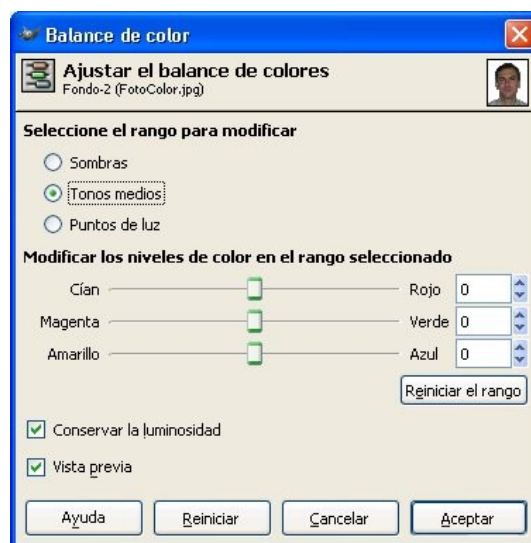 Balance de color
Ajustar el balance de colores
Fondo-2 (FotoColor.jpg)
Seleccione el rango para modificar
Sombras
Tonos medios
Puntos de luz
Modificar los niveles de color en el rango seleccionado
Cían Rojo 0
Magenta Verde 0
Amarillo Azul 0
Reiniciar el rango
Conservar la luminosidad
Vista previa
Ayuda Reiniciar Cancelar Aceptar